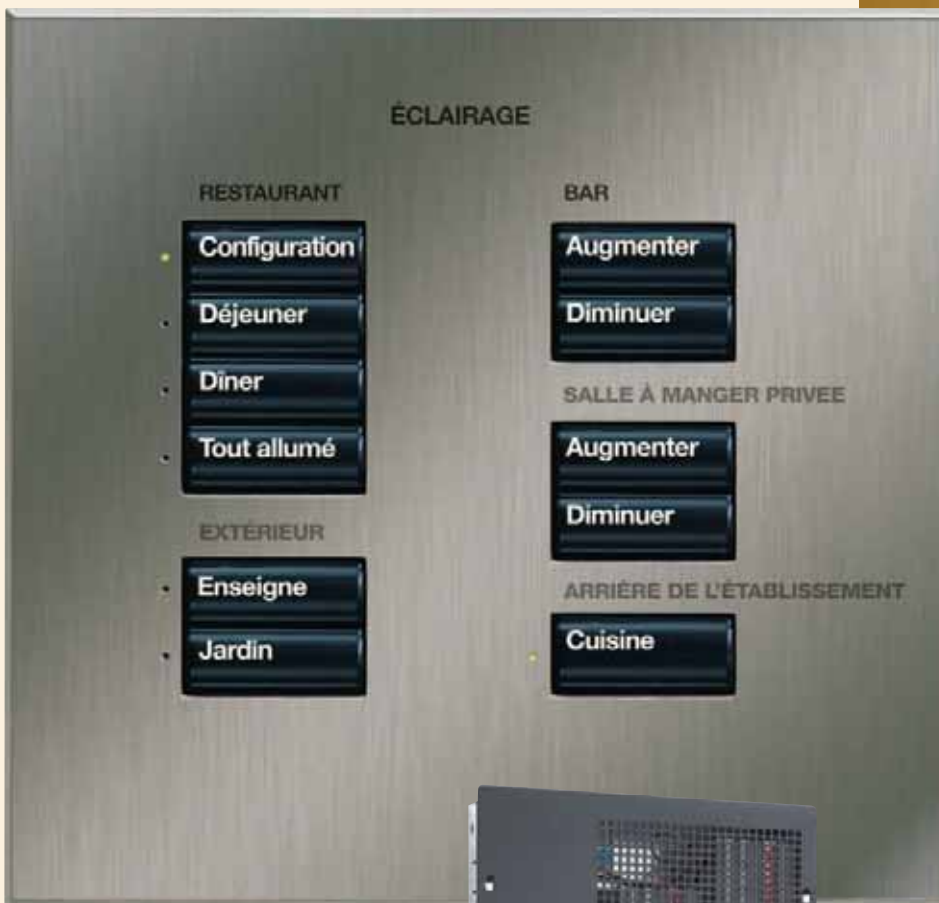 ÉCLAIRAGE
RESTAURANT
Configuration
Déjeuner
Dîner
Tout allumé
EXTÉRIEUR
Enseigne
Jardin
BAR
Augmenter
Diminuer
SALLE À MANGER PRIVEE
Augmenter
Diminuer
ARRIÈRE DE L'ÉTABLISSEMENT
Cuisine